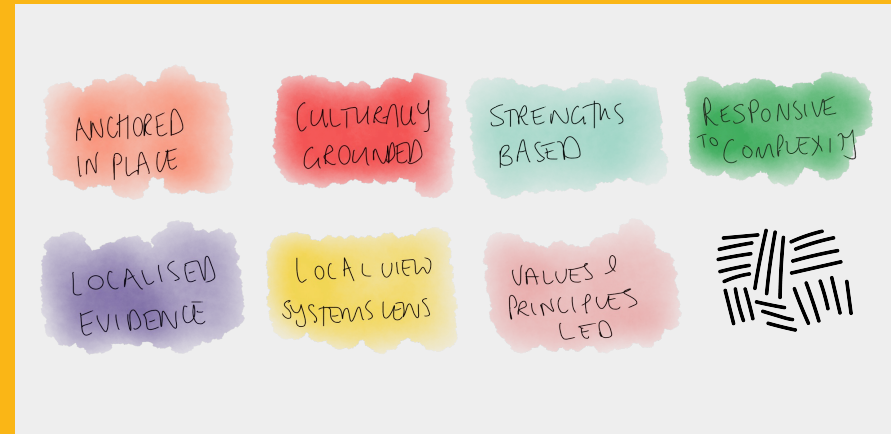 ANCHORED
IN PLACE
CULTURALLY
GROUNDED
STRENGTHS
BASED
RESPONSIVE
TO COMPLEXITY
LOCALISED
EVIDENCE
LOCAL VIEW
SYSTEMS LENS
VALUES &
PRINCIPLES
LED